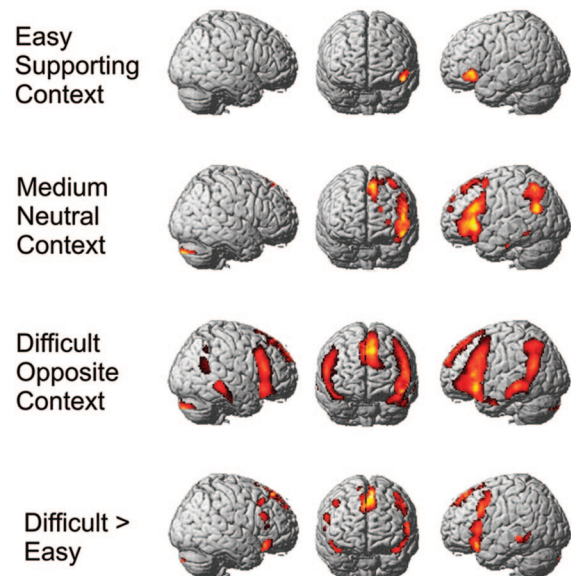 Easy
Supporting
Context
Medium
Neutral
Context
Difficult
Opposite
Context
Difficult >
Easy